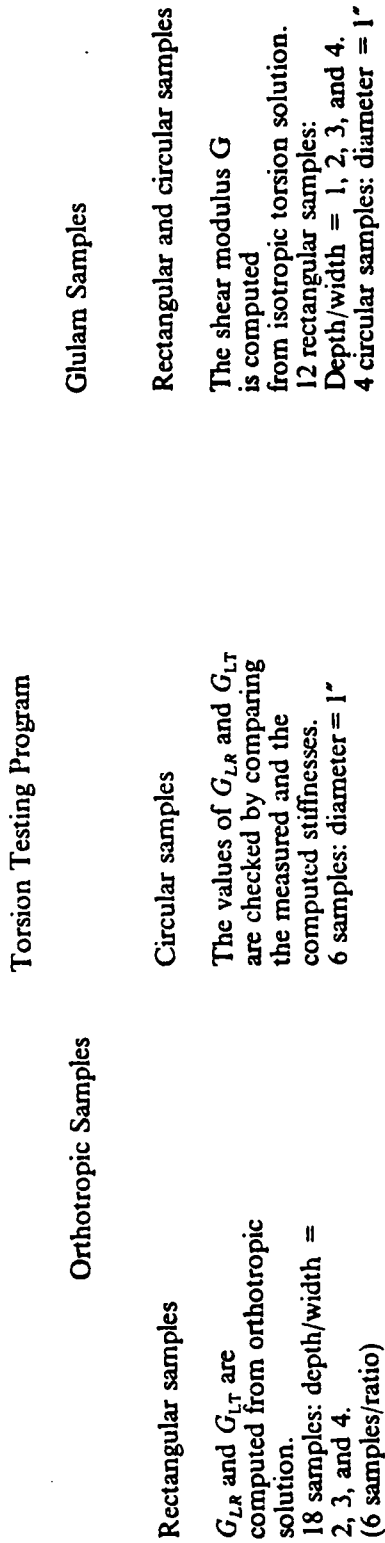 Torsion Testing Program
Orthotropic Samples
Rectangular samples
G_LR and G_LT are
computed from orthotropic
solution.
18 samples: depth/width =
2, 3, and 4.
(6 samples/ratio)
Circular samples
The values of G_LR and G_LT
are checked by comparing
the measured and the
computed stiffnesses.
6 samples: diameter = 1″
Glulam Samples
Rectangular and circular samples
The shear modulus G
is computed
from isotropic torsion solution.
12 rectangular samples:
Depth/width = 1, 2, 3, and 4.
4 circular samples: diameter = 1″